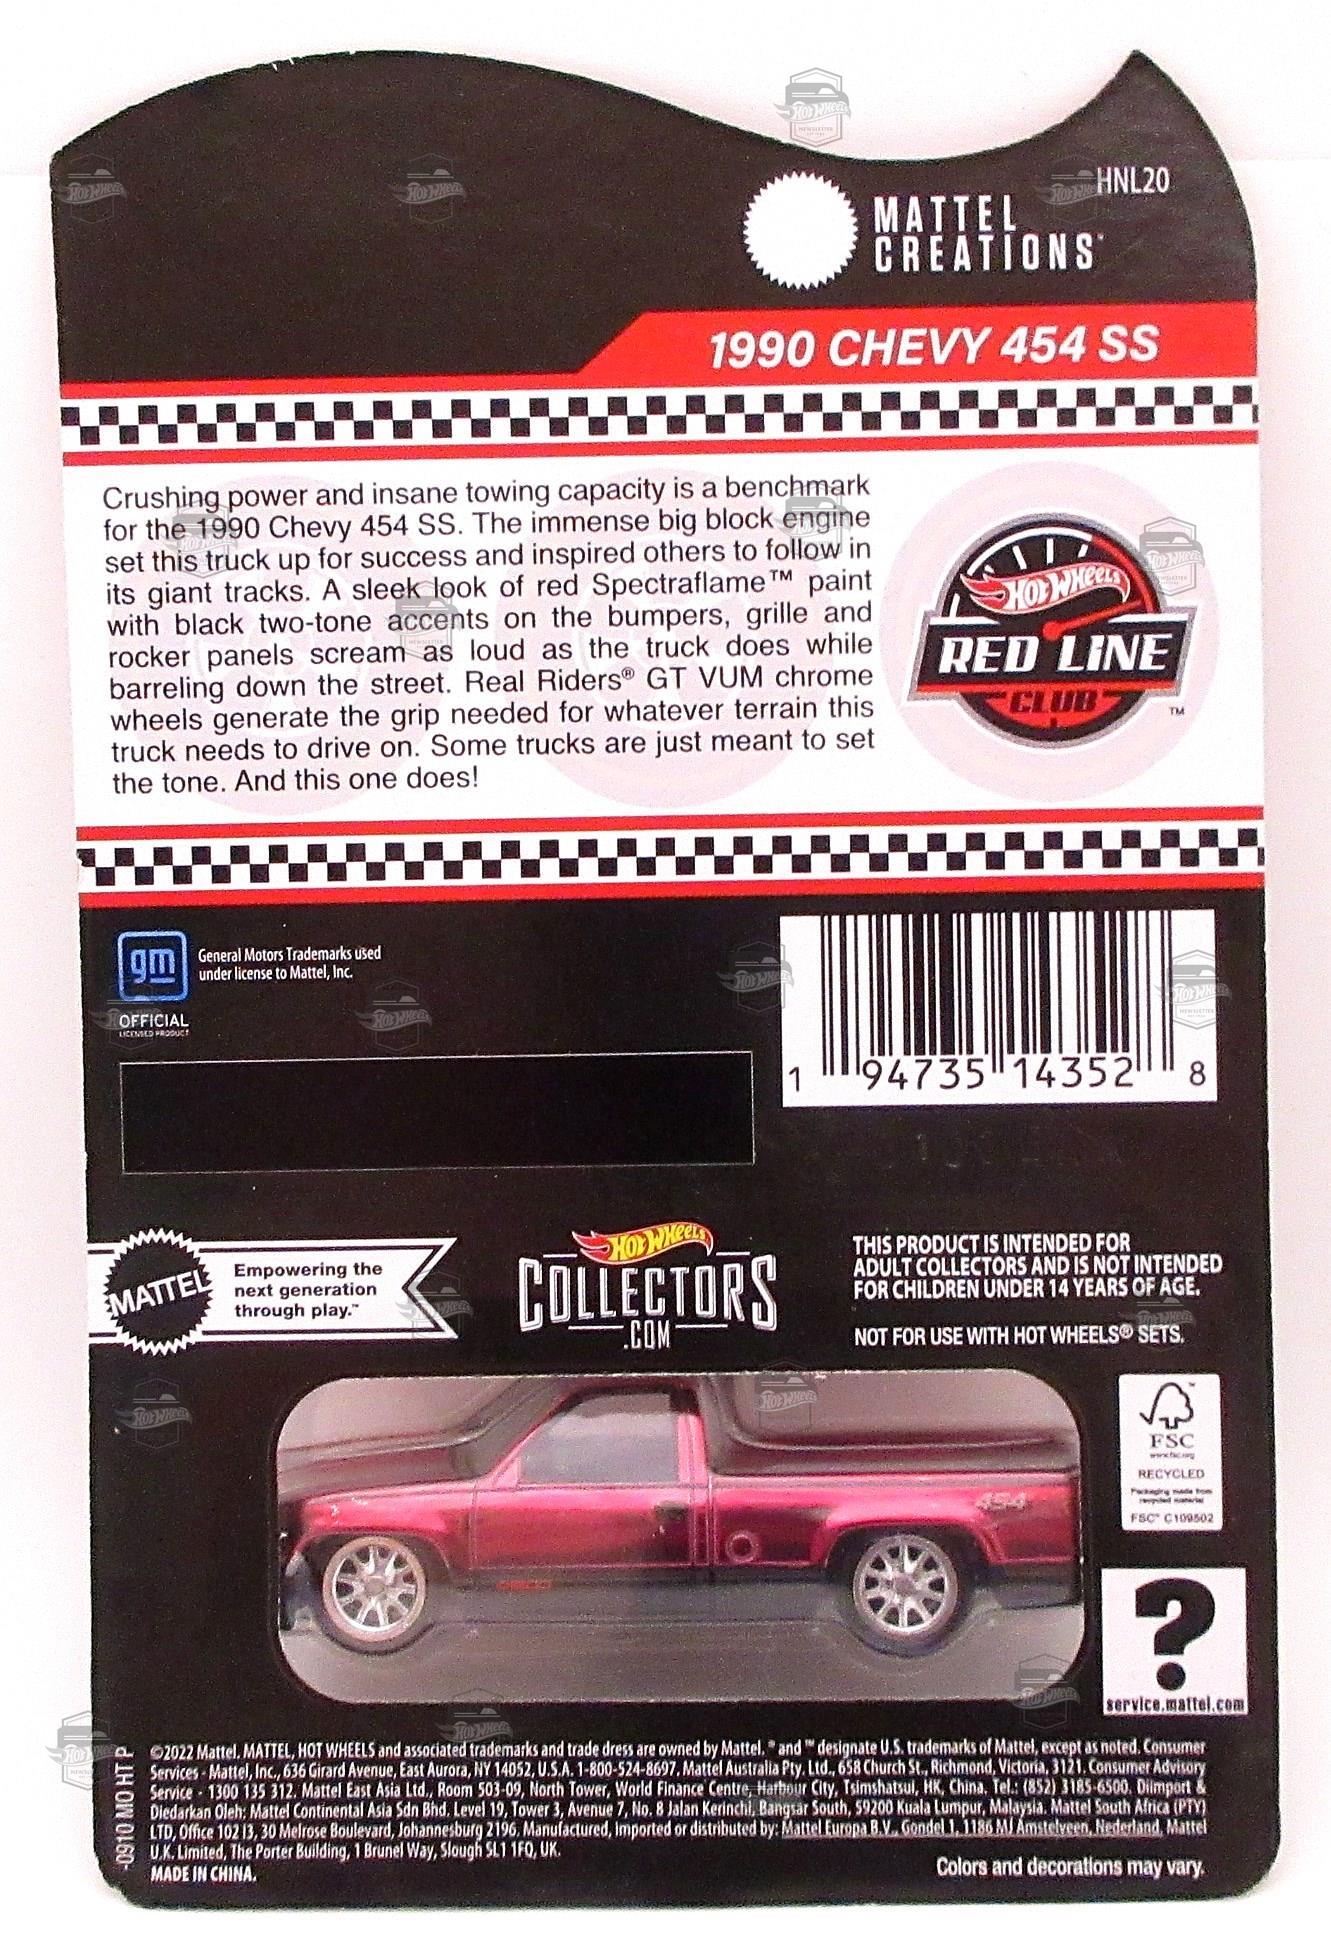 HNL20
MATTEL
CREATIONS™
1990 CHEVY 454 SS
Crushing power and insane towing capacity is a benchmark
for the 1990 Chevy 454 SS. The immense big block engine
set this truck up for success and inspired others to follow in
its giant tracks. A sleek look of red Spectraflame™ paint
with black two-tone accents on the bumpers, grille and
rocker panels scream as loud as the truck does while
barreling down the street. Real Riders® GT VUM chrome
wheels generate the grip needed for whatever terrain this
truck needs to drive on. Some trucks are just meant to set
the tone. And this one does!
HOT WHEELS
RED LINE
CLUB
™
gm
General Motors Trademarks used
under license to Mattel, Inc.
OFFICIAL
LICENSED PRODUCT
1 94735 14352 8
MATTEL
Empowering the
next generation
through play.™
HOT WHEELS
COLLECTORS
.COM
THIS PRODUCT IS INTENDED FOR
ADULT COLLECTORS AND IS NOT INTENDED
FOR CHILDREN UNDER 14 YEARS OF AGE.
NOT FOR USE WITH HOT WHEELS® SETS.
454
FSC
www.fsc.org
RECYCLED
Packaging made from
recycled material
FSC™ C109502
?
service.mattel.com
-0910 MO HT P
©2022 Mattel. MATTEL, HOT WHEELS and associated trademarks and trade dress are owned by Mattel. ® and ™ designate U.S. trademarks of Mattel, except as noted. Consumer
Services - Mattel, Inc., 636 Girard Avenue, East Aurora, NY 14052, U.S.A. 1-800-524-8697. Mattel Australia Pty. Ltd., 658 Church St., Richmond, Victoria, 3121. Consumer Advisory
Service - 1300 135 312. Mattel East Asia Ltd., Room 503-09, North Tower, World Finance Centre, Harbour City, Tsimshatsui, HK, China. Tel.: (852) 3185-6500. Diimport &
Diedarkan Oleh: Mattel Continental Asia Sdn Bhd. Level 19, Tower 3, Avenue 7, No. 8 Jalan Kerinchi, Bangsar South, 59200 Kuala Lumpur, Malaysia. Mattel South Africa (PTY)
LTD, Office 102 I3, 30 Melrose Boulevard, Johannesburg 2196. Manufactured, imported or distributed by: Mattel Europa B.V., Gondel 1, 1186 MJ Amstelveen, Nederland. Mattel
U.K. Limited, The Porter Building, 1 Brunel Way, Slough SL1 1FQ, UK.
MADE IN CHINA.
Colors and decorations may vary.